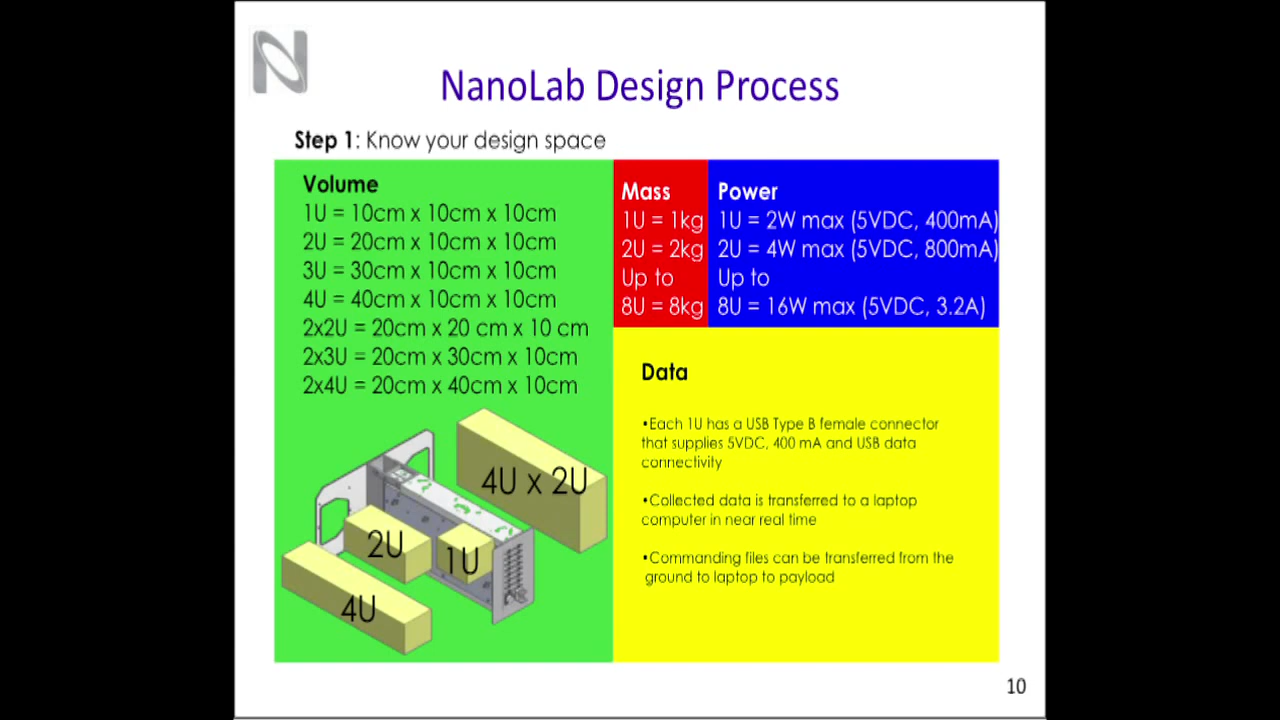 NanoLab Design Process
Step 1: Know your design space
Volume
1U = 10cm x 10cm x 10cm
2U = 20cm x 10cm x 10cm
3U = 30cm x 10cm x 10cm
4U = 40cm x 10cm x 10cm
2x2U = 20cm x 20 cm x 10 cm
2x3U = 20cm x 30cm x 10cm
2x4U = 20cm x 40cm x 10cm
4U x 2U
2U
1U
4U
Mass
1U = 1kg
2U = 2kg
Up to
8U = 8kg
Power
1U = 2W max (5VDC, 400mA)
2U = 4W max (5VDC, 800mA)
Up to
8U = 16W max (5VDC, 3.2A)
Data
•Each 1U has a USB Type B female connector
that supplies 5VDC, 400 mA and USB data
connectivity
•Collected data is transferred to a laptop
computer in near real time
•Commanding files can be transferred from the
ground to laptop to payload
10